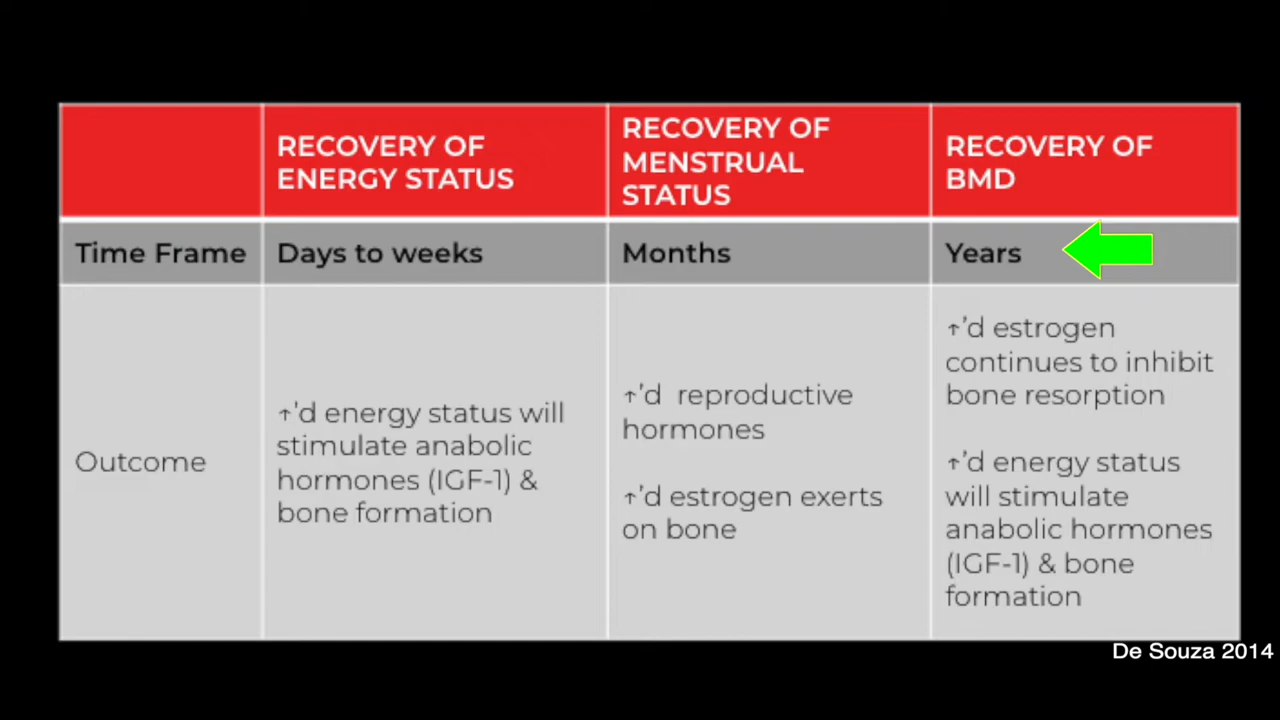 RECOVERY OF
ENERGY STATUS
RECOVERY OF
MENSTRUAL
STATUS
RECOVERY OF
BMD
Time Frame
Days to weeks
Months
Years
Outcome
↑'d energy status will
stimulate anabolic
hormones (IGF-1) &
bone formation
↑'d reproductive
hormones
↑'d estrogen exerts
on bone
↑'d estrogen
continues to inhibit
bone resorption
↑'d energy status
will stimulate
anabolic hormones
(IGF-1) & bone
formation
De Souza 2014